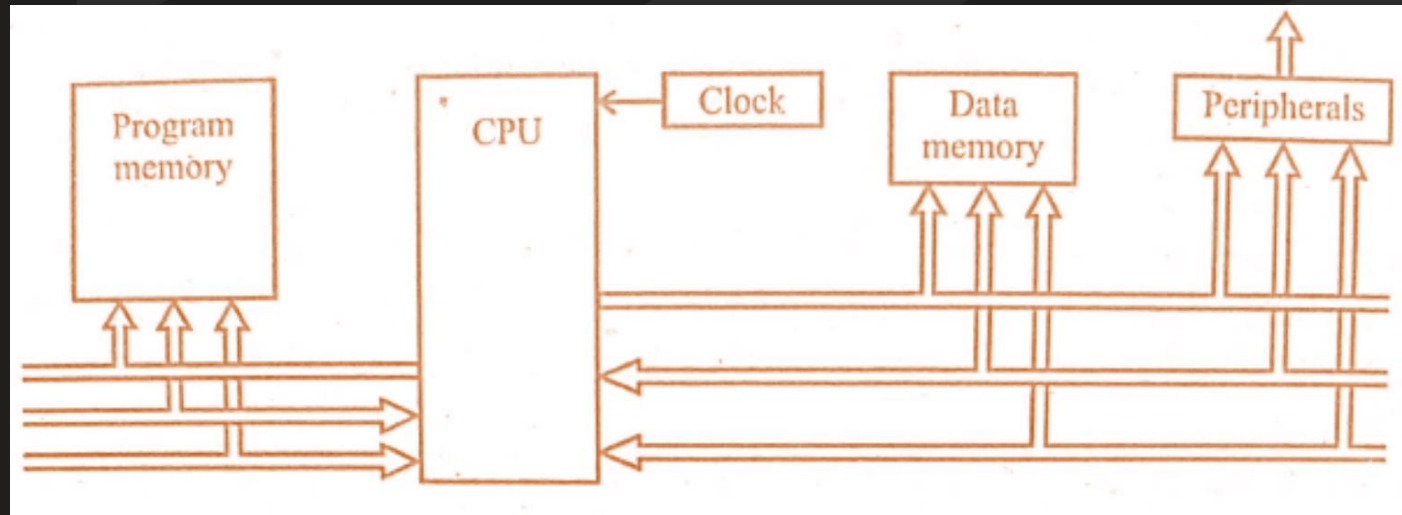 Program
memory
CPU
Clock
Data
memory
Peripherals